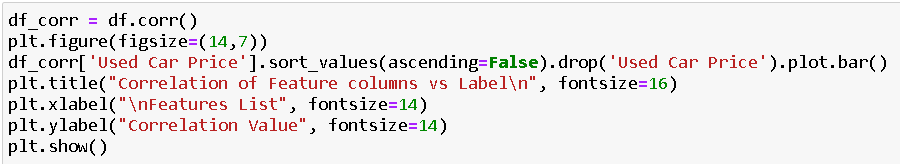 df_corr = df.corr()
plt.figure(figsize=(14,7))
df_corr['Used Car Price'].sort_values(ascending=False).drop('Used Car Price').plot.bar()
plt.title("Correlation of Feature columns vs Label\n", fontsize=16)
plt.xlabel("\nFeatures List", fontsize=14)
plt.ylabel("Correlation Value", fontsize=14)
plt.show()